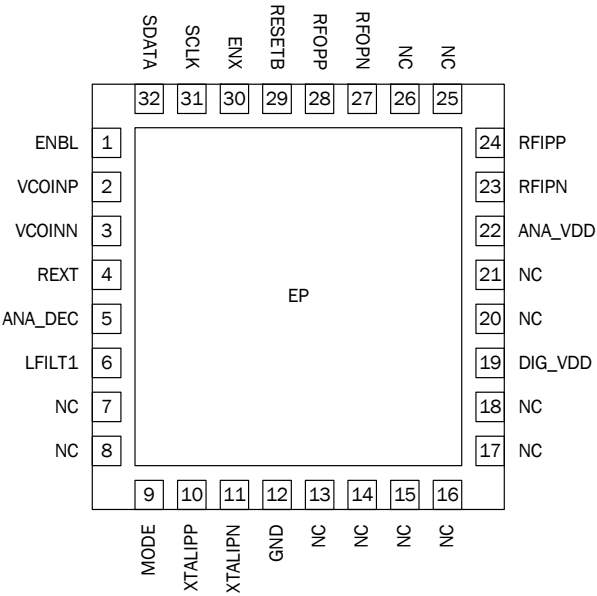 SDATA SCLK ENX RESETB RFOPP RFOPN NC NC
32 31 30 29 28 27 26 25
ENBL 1 24 RFIPP
VCOINP 2 23 RFIPN
VCOINN 3 22 ANA_VDD
REXT 4 21 NC
EP
ANA_DEC 5 20 NC
LFILT1 6 19 DIG_VDD
NC 7 18 NC
NC 8 17 NC
9 10 11 12 13 14 15 16
MODE XTALIPP XTALIPN GND NC NC NC NC